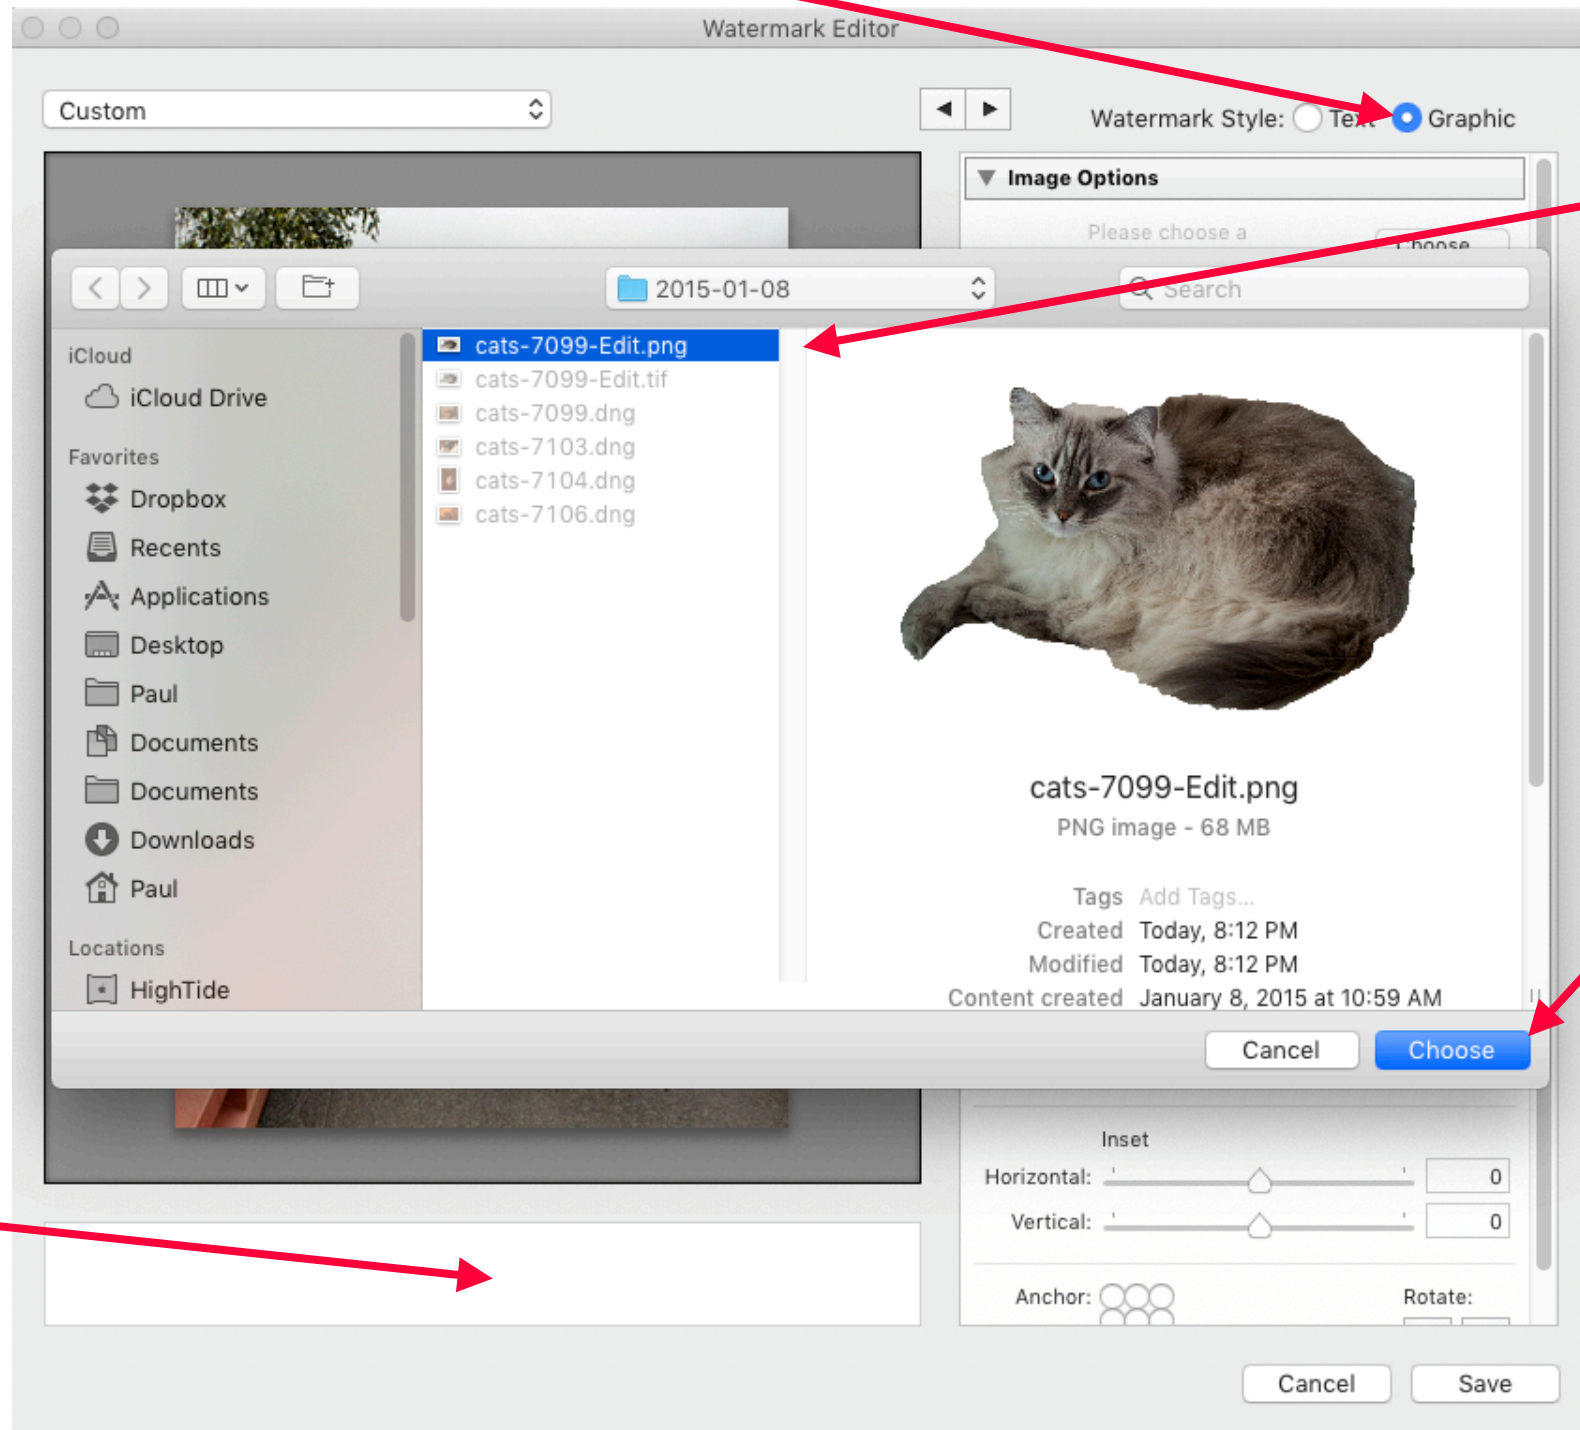 Watermark Editor
Custom
Watermark Style: Text Graphic
Image Options
Please choose a
Choose...
2015-01-08
Search
iCloud
iCloud Drive
Favorites
Dropbox
Recents
Applications
Desktop
Paul
Documents
Documents
Downloads
Paul
Locations
HighTide
cats-7099-Edit.png
cats-7099-Edit.tif
cats-7099.dng
cats-7103.dng
cats-7104.dng
cats-7106.dng
cats-7099-Edit.png
PNG image - 68 MB
Tags Add Tags...
Created Today, 8:12 PM
Modified Today, 8:12 PM
Content created January 8, 2015 at 10:59 AM
Cancel Choose
Inset
Horizontal: 0
Vertical: 0
Anchor: Rotate:
Cancel Save